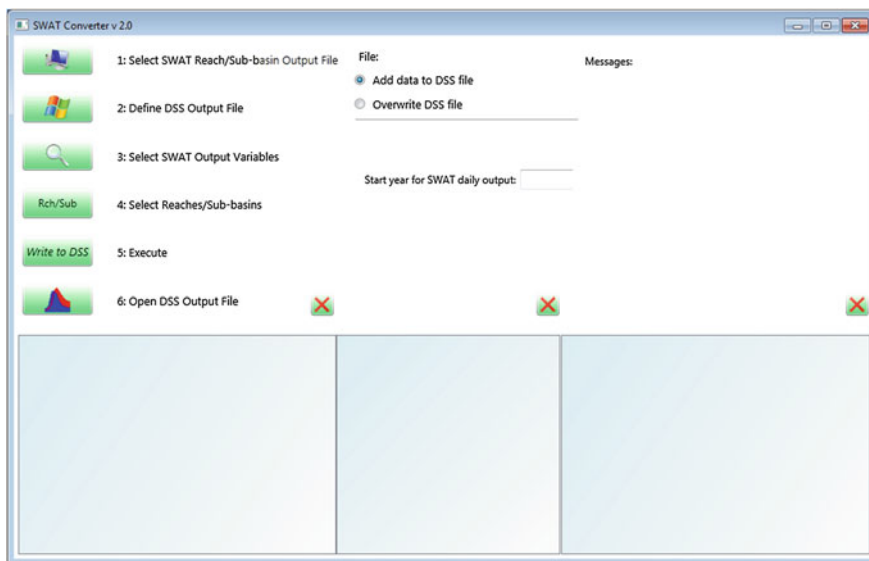 SWAT Converter v 2.0
1: Select SWAT Reach/Sub-basin Output File
2: Define DSS Output File
3: Select SWAT Output Variables
Rch/Sub
4: Select Reaches/Sub-basins
Write to DSS
5: Execute
6: Open DSS Output File
File:
Add data to DSS file
Overwrite DSS file
Start year for SWAT daily output:
Messages: